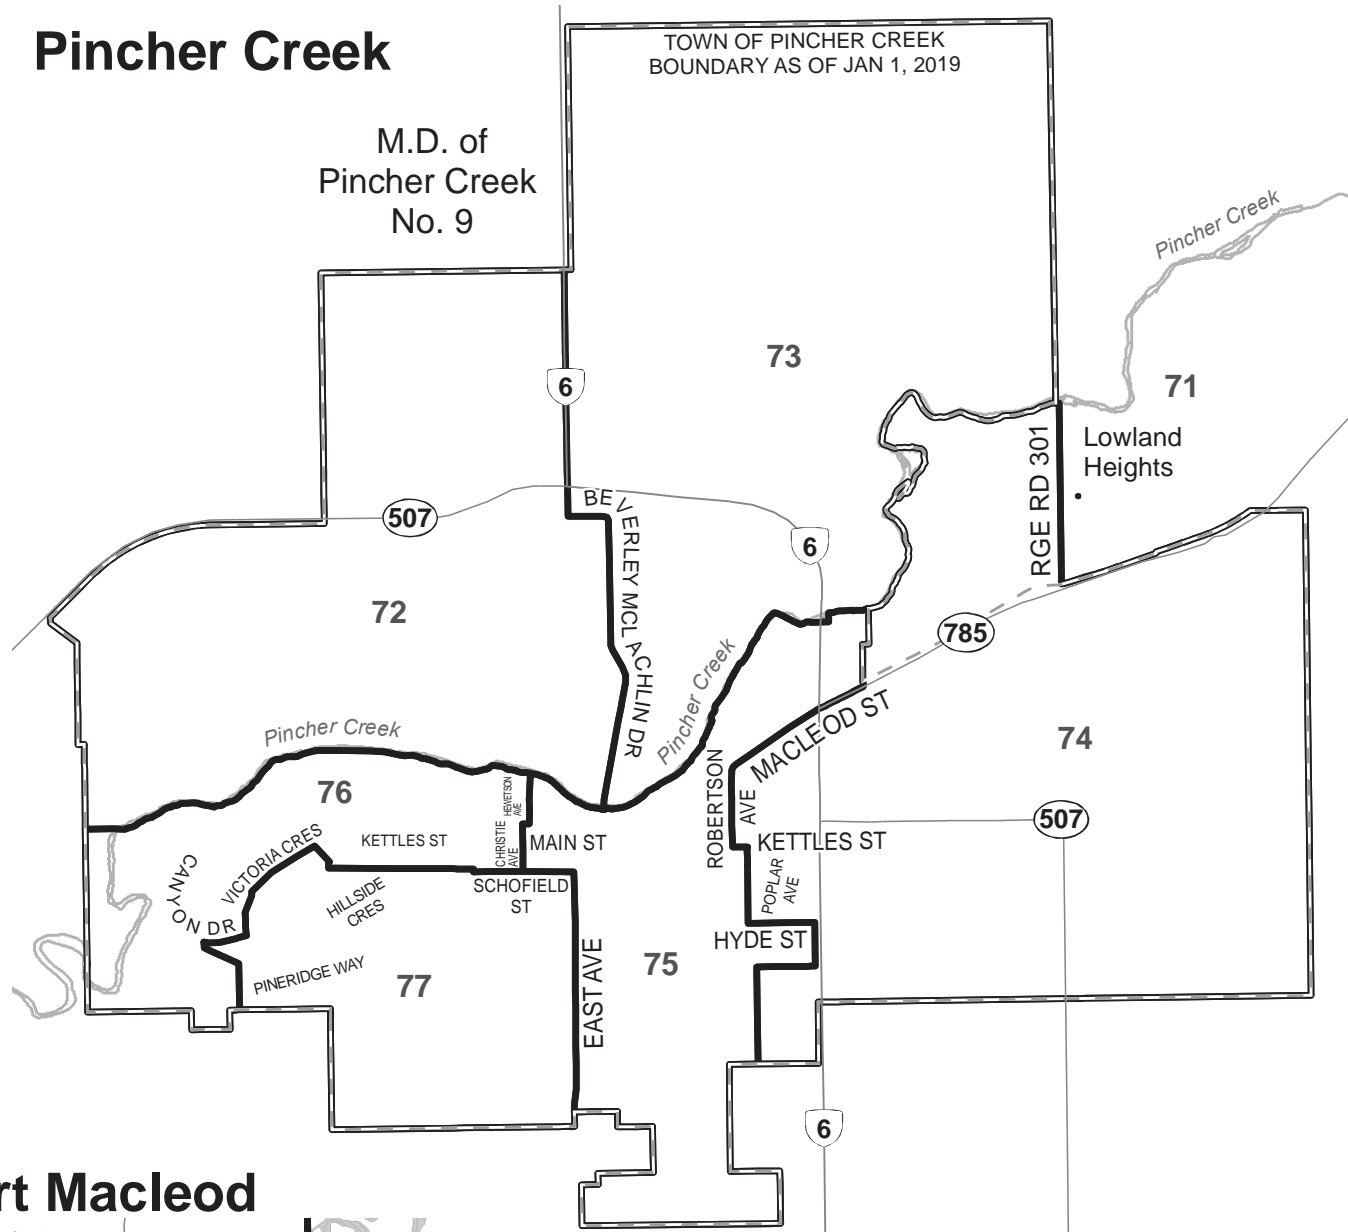 Pincher Creek
TOWN OF PINCHER CREEK
BOUNDARY AS OF JAN 1, 2019
M.D. of
Pincher Creek
No. 9
Pincher Creek
73
71
6
Lowland
Heights
RGE RD 301
507
BEVERLEY MCLACHLIN DR
6
72
785
Pincher Creek
Pincher Creek
MACLEOD ST
74
76
HEWETSON
AVE
ROBERTSON
AVE
507
VICTORIA CRES
KETTLES ST
CHRISTIE
AVE
MAIN ST
KETTLES ST
CANYON DR
HILLSIDE
CRES
SCHOFIELD
ST
POPLAR
AVE
HYDE ST
PINERIDGE WAY
77
EAST AVE
75
6
rt Macleod